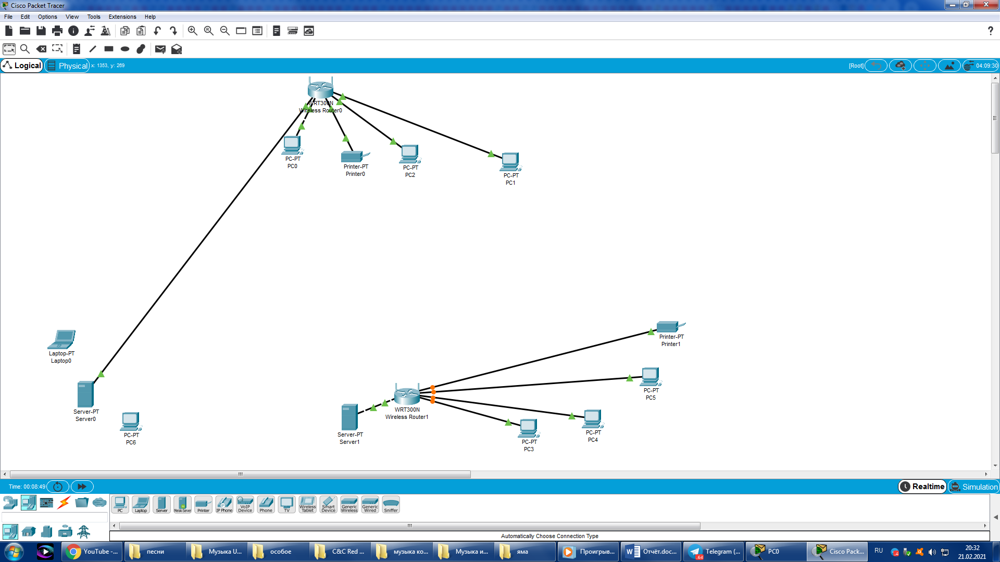 Cisco Packet Tracer
File Edit Options View Tools Extensions Help
Logical Physical x: 1353, y: 269 [Root] 04:09:30
WRT300N
Wireless Router0
PC-PT
PC0
Printer-PT
Printer0
PC-PT
PC2
PC-PT
PC1
Printer-PT
Printer1
Laptop-PT
Laptop0
PC-PT
PC5
Server-PT
Server0
WRT300N
Wireless Router1
PC-PT
PC6
Server-PT
Server1
PC-PT
PC4
PC-PT
PC3
Time: 00:08:49 Realtime Simulation
PC Laptop Server Meraki Server Printer IP Phone VoIP Device Phone TV Wireless Tablet Smart Device Generic Wireless Generic Wired Sniffer
Automatically Choose Connection Type
YouTube -... песни Музыка U... особое C&C Red ... музыка ко... Музыка и... яма Проигрыв... Отчёт.doc... Telegram (... .64 PC0 Cisco Pack... RU 20:32
21.02.2021